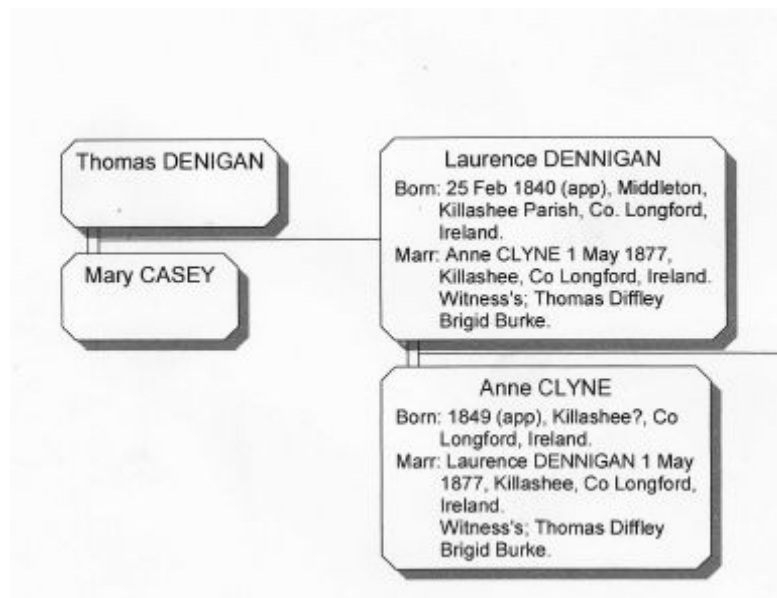 Thomas DENIGAN
Mary CASEY
Laurence DENNIGAN
Born: 25 Feb 1840 (app), Middleton,
Killashee Parish, Co. Longford,
Ireland.
Marr: Anne CLYNE 1 May 1877,
Killashee, Co Longford, Ireland.
Witness's; Thomas Diffley
Brigid Burke.
Anne CLYNE
Born: 1849 (app), Killashee?, Co
Longford, Ireland.
Marr: Laurence DENNIGAN 1 May
1877, Killashee, Co Longford,
Ireland.
Witness's; Thomas Diffley
Brigid Burke.